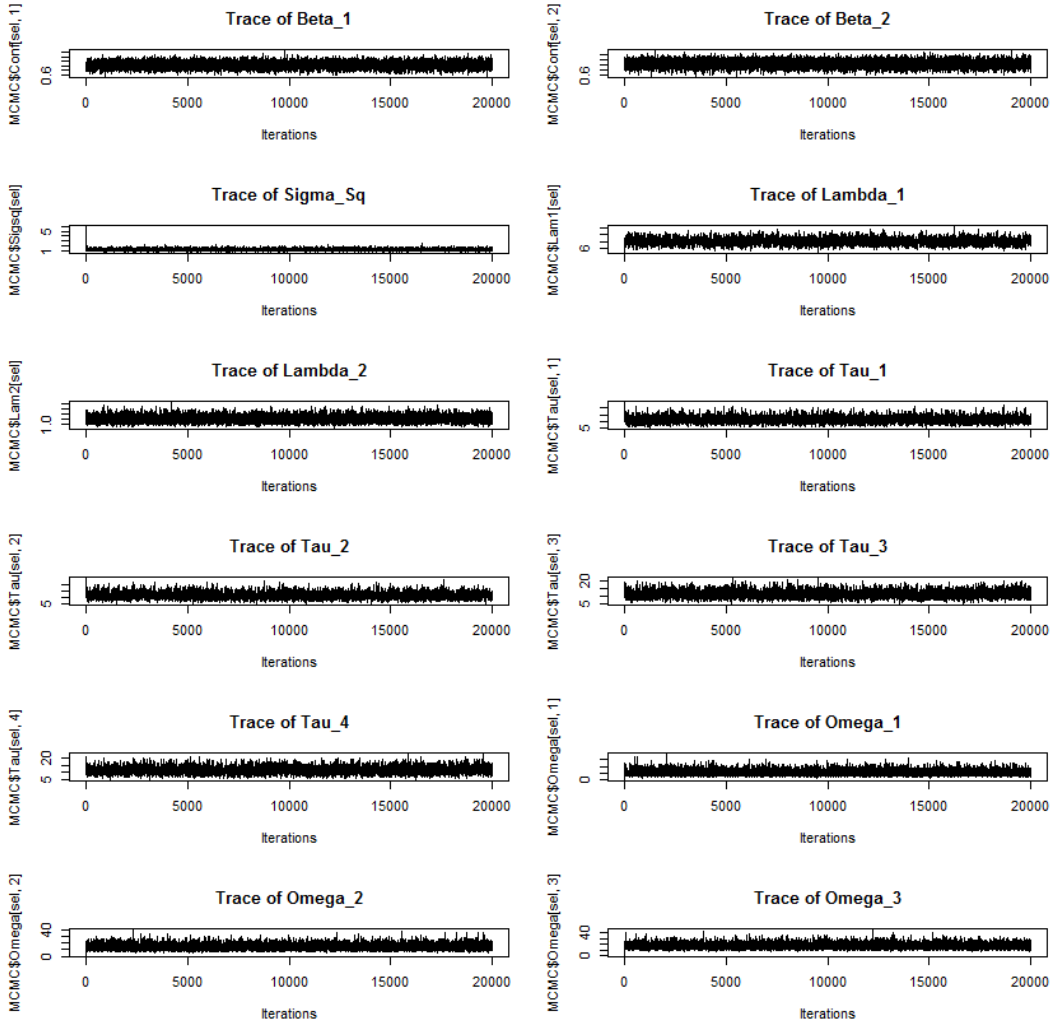 Trace of Beta_1
MCMC$Conf[sel, 1]
0.6
0 5000 10000 15000 20000
Iterations
Trace of Beta_2
MCMC$Conf[sel, 2]
0.6
0 5000 10000 15000 20000
Iterations
Trace of Sigma_Sq
MCMC$Sigsq[sel]
5
1
0 5000 10000 15000 20000
Iterations
Trace of Lambda_1
MCMC$Lam1[sel]
6
0 5000 10000 15000 20000
Iterations
Trace of Lambda_2
MCMC$Lam2[sel]
1.0
0 5000 10000 15000 20000
Iterations
Trace of Tau_1
MCMC$Tau[sel, 1]
5
0 5000 10000 15000 20000
Iterations
Trace of Tau_2
MCMC$Tau[sel, 2]
5
0 5000 10000 15000 20000
Iterations
Trace of Tau_3
MCMC$Tau[sel, 3]
20
5
0 5000 10000 15000 20000
Iterations
Trace of Tau_4
MCMC$Tau[sel, 4]
20
5
0 5000 10000 15000 20000
Iterations
Trace of Omega_1
MCMC$Omega[sel, 1]
0
0 5000 10000 15000 20000
Iterations
Trace of Omega_2
MCMC$Omega[sel, 2]
40
0
0 5000 10000 15000 20000
Iterations
Trace of Omega_3
MCMC$Omega[sel, 3]
40
0
0 5000 10000 15000 20000
Iterations